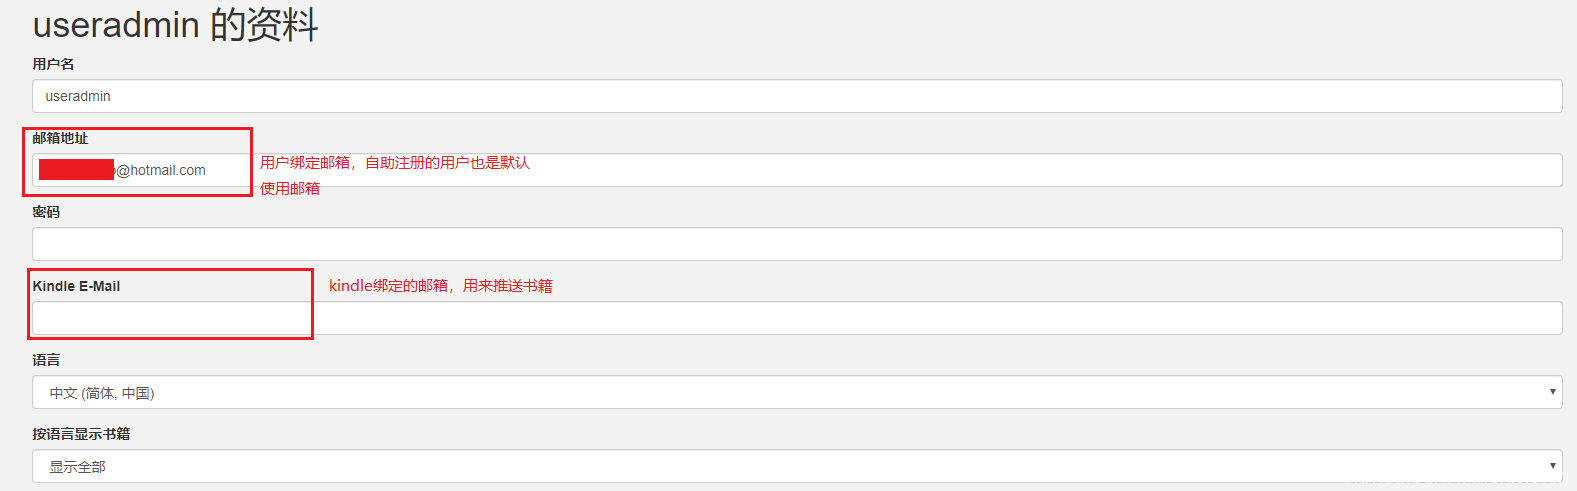 useradmin 的资料
用户名
useradmin
邮箱地址
@hotmail.com
用户绑定邮箱，自助注册的用户也是默认
使用邮箱
密码
Kindle E-Mail
kindle绑定的邮箱，用来推送书籍
语言
中文 (简体, 中国)
按语言显示书籍
显示全部